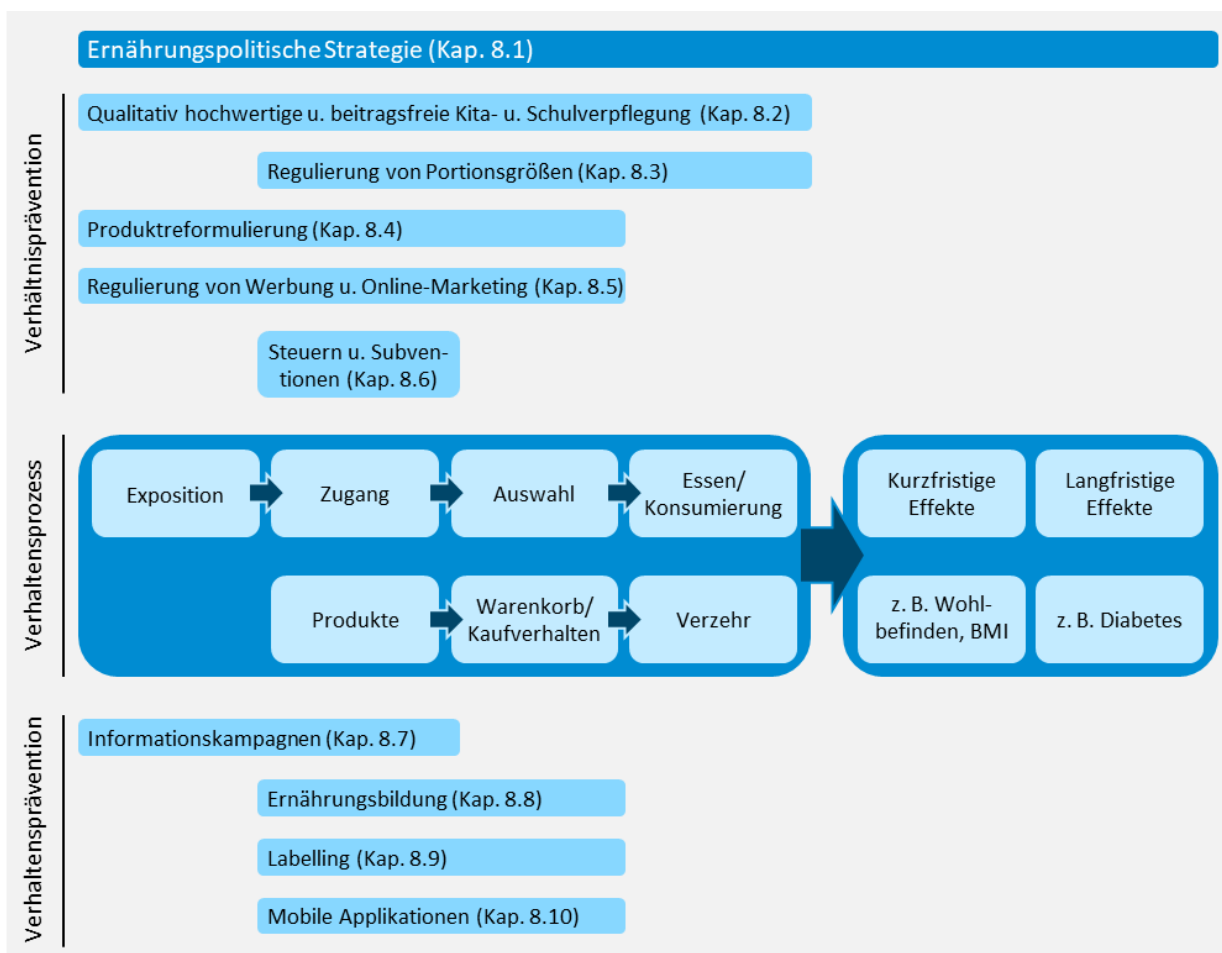 Ernährungspolitische Strategie (Kap. 8.1)
Verhältnisprävention
Qualitativ hochwertige u. beitragsfreie Kita- u. Schulverpflegung (Kap. 8.2)
Regulierung von Portionsgrößen (Kap. 8.3)
Produktreformulierung (Kap. 8.4)
Regulierung von Werbung u. Online-Marketing (Kap. 8.5)
Steuern u. Subven-
tionen (Kap. 8.6)
Verhaltensprozess
Exposition
Zugang
Auswahl
Essen/
Konsumierung
Kurzfristige
Effekte
Langfristige
Effekte
Produkte
Warenkorb/
Kaufverhalten
Verzehr
z. B. Wohl-
befinden, BMI
z. B. Diabetes
Verhaltensprävention
Informationskampagnen (Kap. 8.7)
Ernährungsbildung (Kap. 8.8)
Labelling (Kap. 8.9)
Mobile Applikationen (Kap. 8.10)